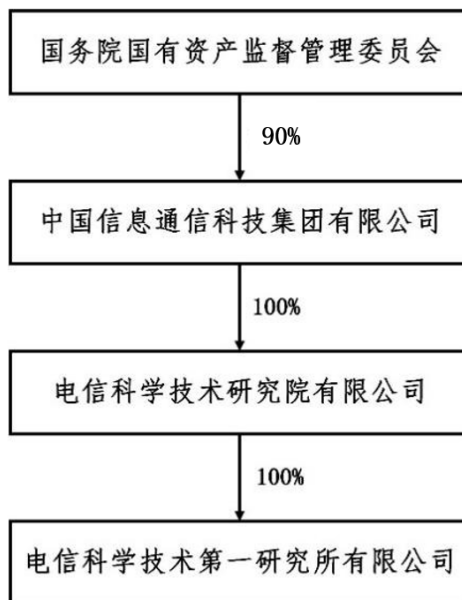 国务院国有资产监督管理委员会
90%
中国信息通信科技集团有限公司
100%
电信科学技术研究院有限公司
100%
电信科学技术第一研究所有限公司